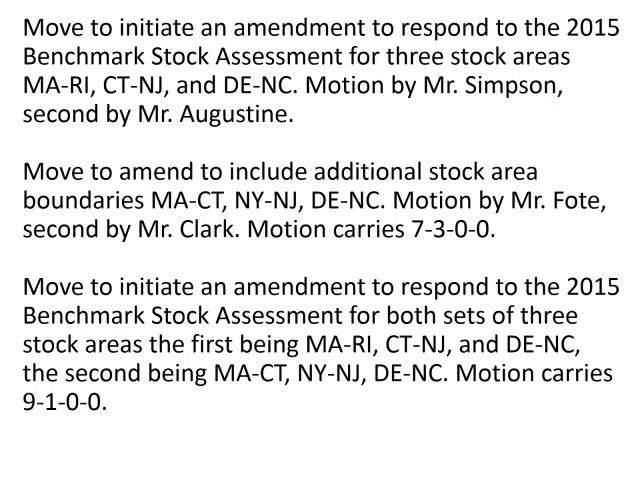 Move to initiate an amendment to respond to the 2015
Benchmark Stock Assessment for three stock areas
MA-RI, CT-NJ, and DE-NC. Motion by Mr. Simpson,
second by Mr. Augustine.
Move to amend to include additional stock area
boundaries MA-CT, NY-NJ, DE-NC. Motion by Mr. Fote,
second by Mr. Clark. Motion carries 7-3-0-0.
Move to initiate an amendment to respond to the 2015
Benchmark Stock Assessment for both sets of three
stock areas the first being MA-RI, CT-NJ, and DE-NC,
the second being MA-CT, NY-NJ, DE-NC. Motion carries
9-1-0-0.